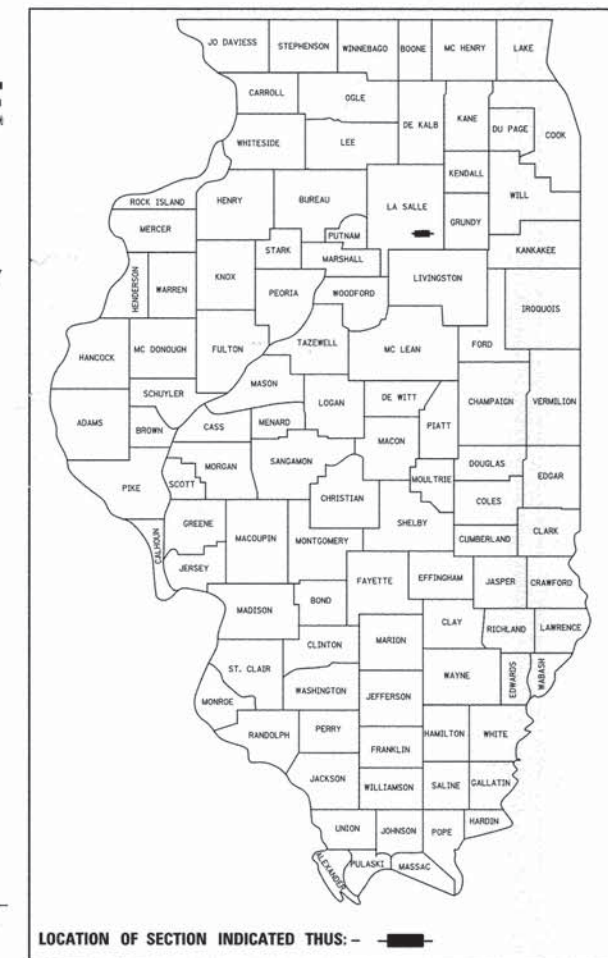 JO DAVIESS STEPHENSON WINNEBAGO BOONE MC HENRY LAKE
CARROLL OGLE DE KALB KANE DU PAGE COOK
WHITESIDE LEE
KENDALL WILL
ROCK ISLAND HENRY BUREAU LA SALLE GRUNDY
MERCER PUTNAM
STARK MARSHALL KANKAKEE
HENDERSON WARREN KNOX PEORIA WOODFORD LIVINGSTON
IROQUOIS
HANCOCK MC DONOUGH FULTON TAZEWELL MC LEAN FORD
MASON
SCHUYLER LOGAN DE WITT CHAMPAIGN VERMILION
ADAMS BROWN CASS MENARD MACON PIATT
SANGAMON DOUGLAS
PIKE SCOTT MORGAN MOULTRIE EDGAR
CHRISTIAN COLES
CALHOUN GREENE MACOUPIN MONTGOMERY SHELBY CUMBERLAND CLARK
JERSEY FAYETTE EFFINGHAM JASPER CRAWFORD
MADISON BOND
CLAY RICHLAND LAWRENCE
CLINTON MARION
ST. CLAIR WAYNE EDWARDS WABASH
MONROE WASHINGTON JEFFERSON
RANDOLPH PERRY HAMILTON WHITE
FRANKLIN
JACKSON WILLIAMSON SALINE GALLATIN
UNION JOHNSON POPE HARDIN
ALEXANDER PULASKI MASSAC
LOCATION OF SECTION INDICATED THUS: -